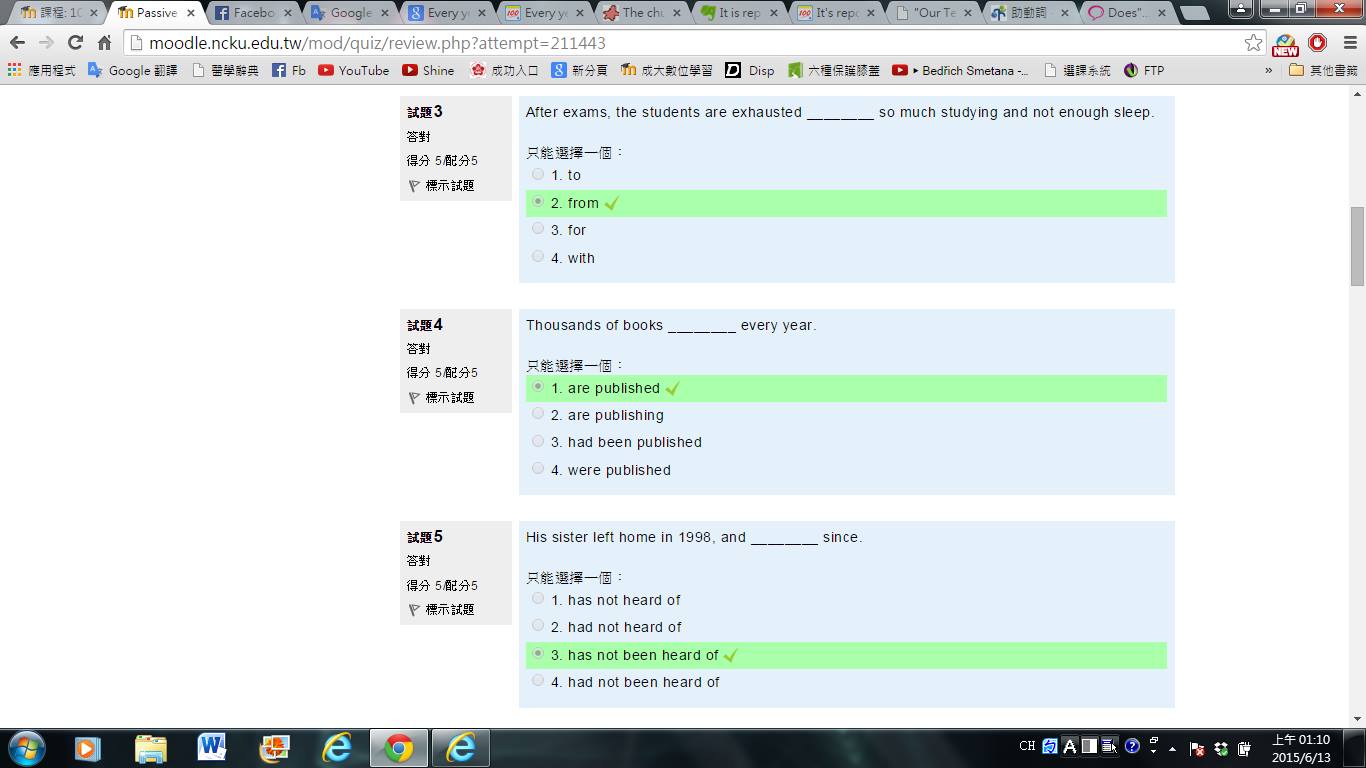 課程: 10
Passive
Facebo
Google
Every y
Every ye
The chu
It is rep
It's repo
"Our Te
助動詞
Does"..
moodle.ncku.edu.tw/mod/quiz/review.php?attempt=211443
NEW
應用程式 Google 翻譯 醫學辭典 Fb YouTube Shine 成功入口 新分頁 成大數位學習 Disp 六種保護膝蓋 ▸ Bedřich Smetana -... 選課系統 FTP » 其他書籤
試題3
答對
得分 5/配分5
標示試題
After exams, the students are exhausted ________ so much studying and not enough sleep.
只能選擇一個：
1. to
2. from
3. for
4. with
試題4
答對
得分 5/配分5
標示試題
Thousands of books ________ every year.
只能選擇一個：
1. are published
2. are publishing
3. had been published
4. were published
試題5
答對
得分 5/配分5
標示試題
His sister left home in 1998, and ________ since.
只能選擇一個：
1. has not heard of
2. had not heard of
3. has not been heard of
4. had not been heard of
CH
上午 01:10
2015/6/13